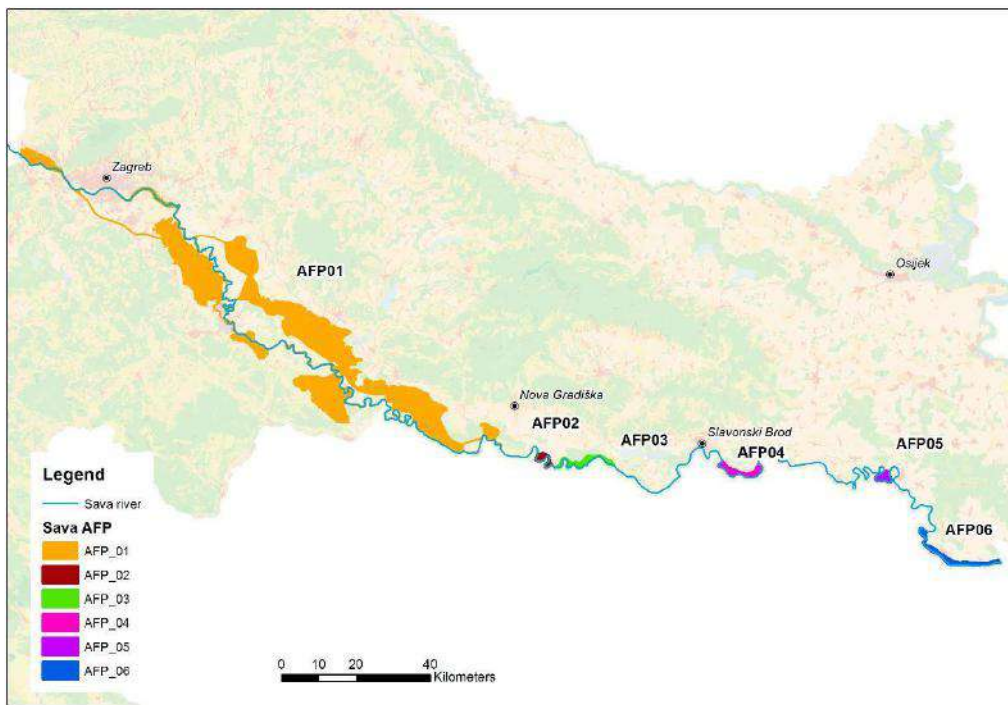 Zagreb
AFP01
Osijek
Nova Gradiška
AFP02
AFP03
Slavonski Brod
AFP04
AFP05
AFP06
Legend
Sava river
Sava AFP
AFP_01
AFP_02
AFP_03
AFP_04
AFP_05
AFP_06
0 10 20 40
Kilometers